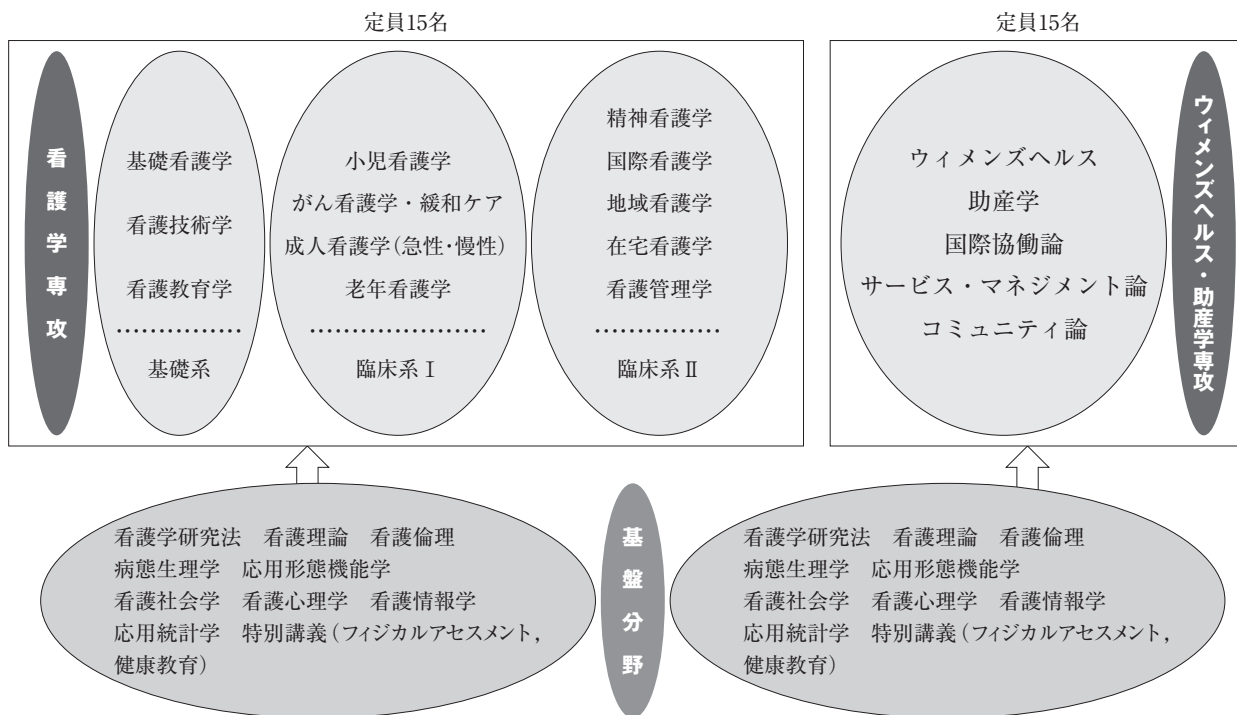 定員15名
看護学専攻
基礎看護学
看護技術学
看護教育学
……………
基礎系
小児看護学
がん看護学・緩和ケア
成人看護学(急性・慢性)
老年看護学
…………………
臨床系Ⅰ
精神看護学
国際看護学
地域看護学
在宅看護学
看護管理学
……………
臨床系Ⅱ
定員15名
ウィメンズヘルス
助産学
国際協働論
サービス・マネジメント論
コミュニティ論
ウィメンズヘルス・助産学専攻
看護学研究法　看護理論　看護倫理
病態生理学　応用形態機能学
看護社会学　看護心理学　看護情報学
応用統計学　特別講義(フィジカルアセスメント,
健康教育)
基盤分野
看護学研究法　看護理論　看護倫理
病態生理学　応用形態機能学
看護社会学　看護心理学　看護情報学
応用統計学　特別講義(フィジカルアセスメント,
健康教育)